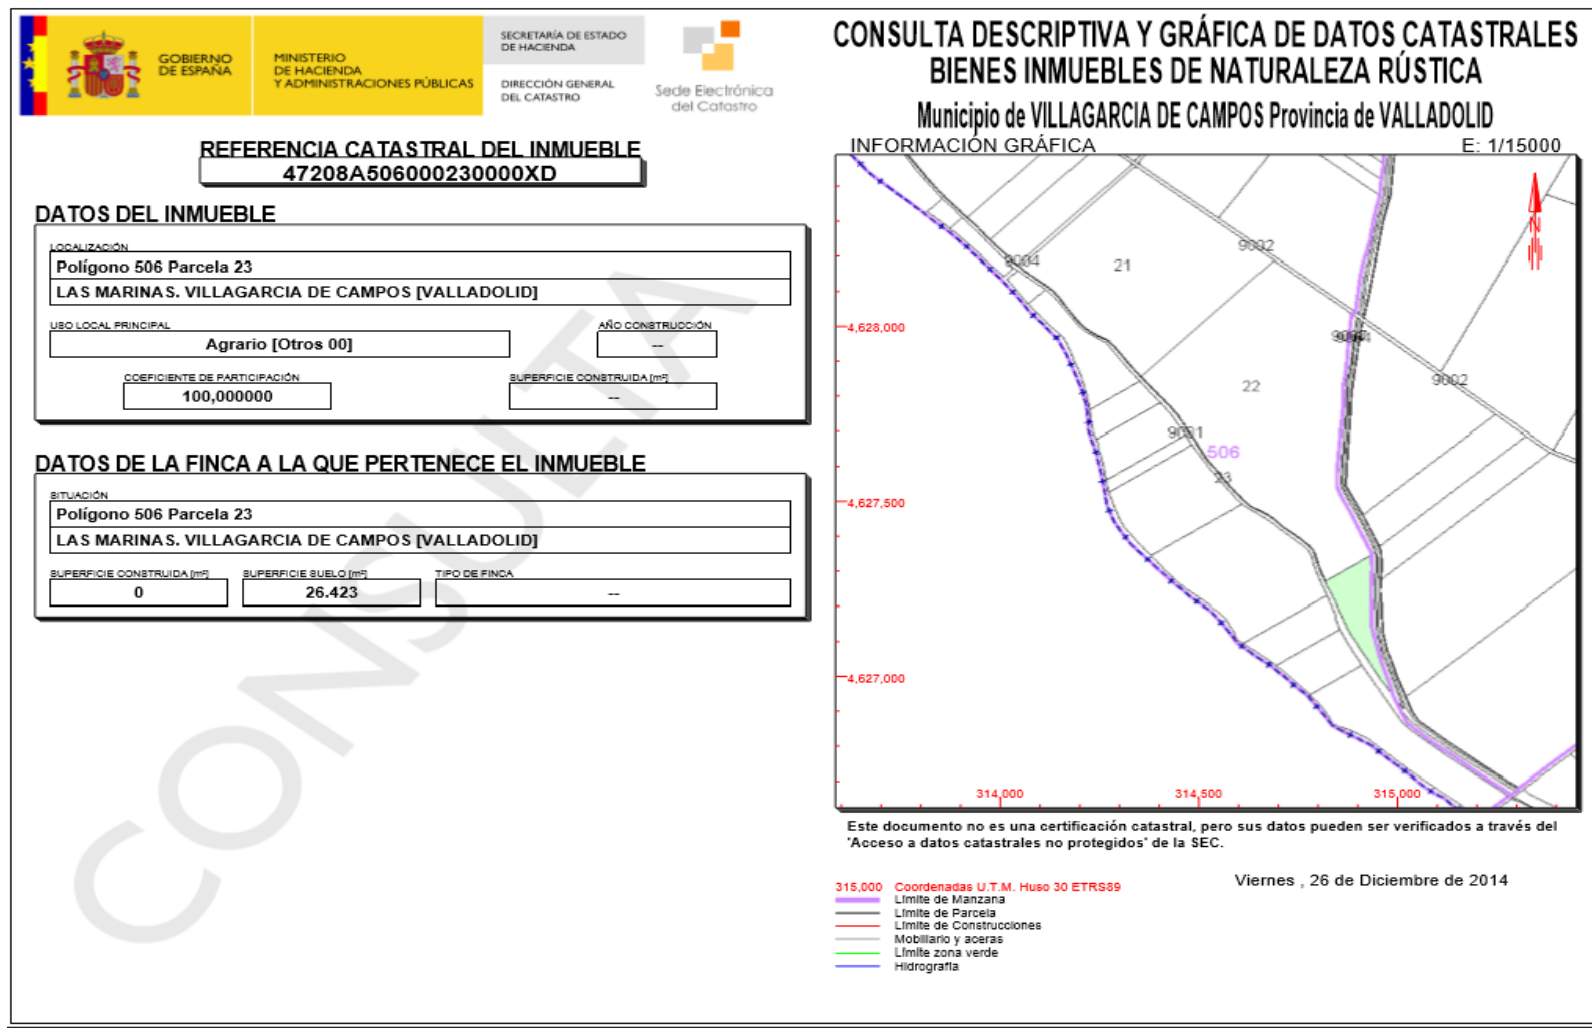 GOBIERNO
DE ESPAÑA
MINISTERIO
DE HACIENDA
Y ADMINISTRACIONES PÚBLICAS
SECRETARÍA DE ESTADO
DE HACIENDA
DIRECCIÓN GENERAL
DEL CATASTRO
Sede Electrónica
del Catastro
CONSULTA DESCRIPTIVA Y GRÁFICA DE DATOS CATASTRALES
BIENES INMUEBLES DE NATURALEZA RÚSTICA
Municipio de VILLAGARCIA DE CAMPOS Provincia de VALLADOLID
REFERENCIA CATASTRAL DEL INMUEBLE
47208A506000230000XD
DATOS DEL INMUEBLE
LOCALIZACIÓN
Polígono 506 Parcela 23
LAS MARINAS. VILLAGARCIA DE CAMPOS [VALLADOLID]
USO LOCAL PRINCIPAL
AÑO CONSTRUCCIÓN
Agrario [Otros 00]
--
COEFICIENTE DE PARTICIPACIÓN
SUPERFICIE CONSTRUIDA [m²]
100,000000
--
DATOS DE LA FINCA A LA QUE PERTENECE EL INMUEBLE
SITUACIÓN
Polígono 506 Parcela 23
LAS MARINAS. VILLAGARCIA DE CAMPOS [VALLADOLID]
SUPERFICIE CONSTRUIDA [m²]
SUPERFICIE SUELO [m²]
TIPO DE FINCA
0
26.423
--
CONSULTA
INFORMACIÓN GRÁFICA
E: 1/15000
9002
9004
21
4,628,000
9002
22
9031
506
23
4,627,500
4,627,000
314,000
314,500
315,000
Este documento no es una certificación catastral, pero sus datos pueden ser verificados a través del
'Acceso a datos catastrales no protegidos' de la SEC.
Viernes , 26 de Diciembre de 2014
315,000 Coordenadas U.T.M. Huso 30 ETRS89
Límite de Manzana
Límite de Parcela
Límite de Construcciones
Mobiliario y aceras
Límite zona verde
Hidrografía